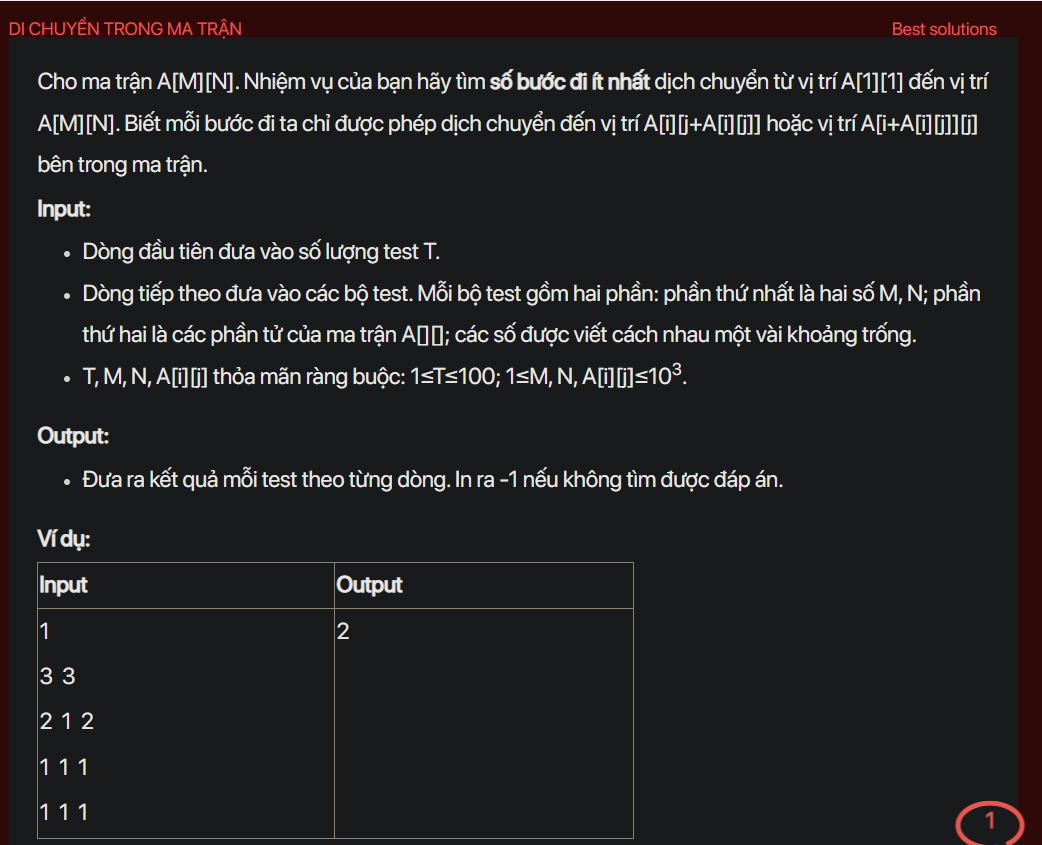 DI CHUYỂN TRONG MA TRẬN Best solutions
Cho ma trận A[M][N]. Nhiệm vụ của bạn hãy tìm số bước đi ít nhất dịch chuyển từ vị trí A[1][1] đến vị trí
A[M][N]. Biết mỗi bước đi ta chỉ được phép dịch chuyển đến vị trí A[i][j+A[i][j]] hoặc vị trí A[i+A[i][j]][j]
bên trong ma trận.
Input:
• Dòng đầu tiên đưa vào số lượng test T.
• Dòng tiếp theo đưa vào các bộ test. Mỗi bộ test gồm hai phần: phần thứ nhất là hai số M, N; phần
thứ hai là các phần tử của ma trận A[][]; các số được viết cách nhau một vài khoảng trống.
• T, M, N, A[i][j] thỏa mãn ràng buộc: 1≤T≤100; 1≤M, N, A[i][j]≤10³.
Output:
• Đưa ra kết quả mỗi test theo từng dòng. In ra -1 nếu không tìm được đáp án.
Ví dụ:
Input Output
1 2
3 3
2 1 2
1 1 1
1 1 1
1